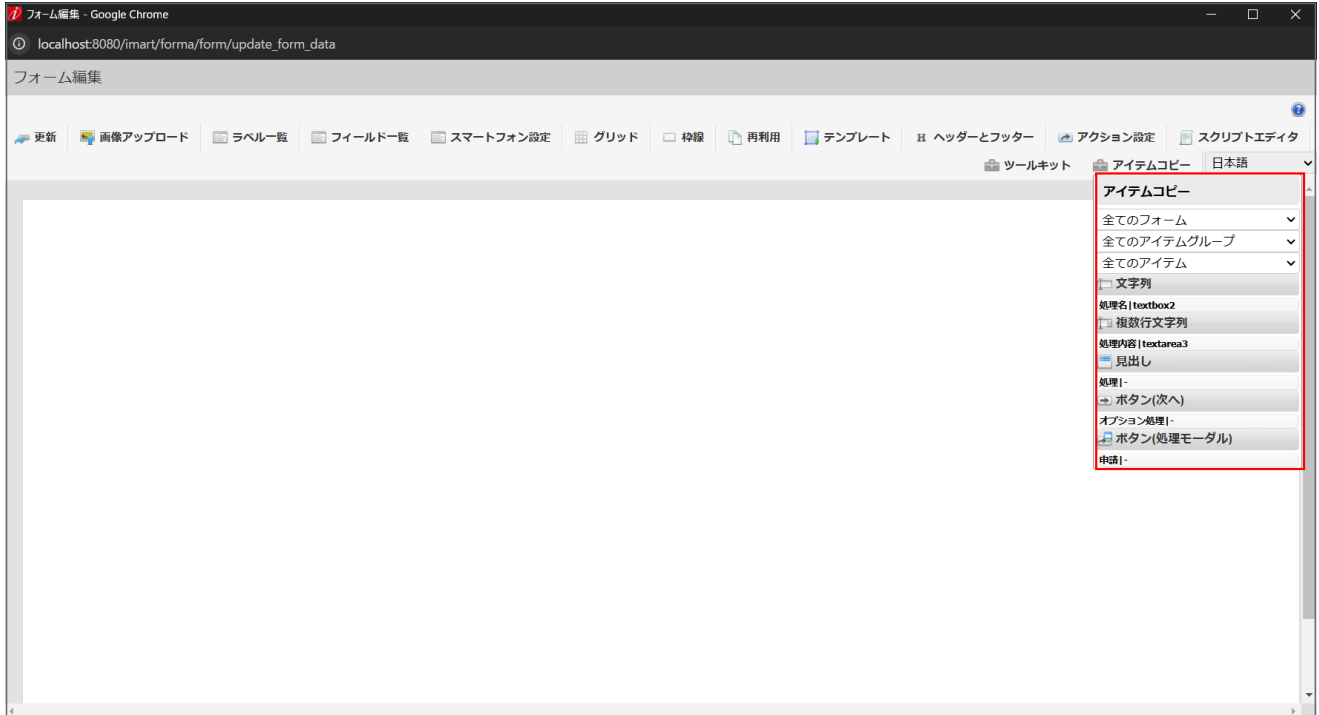 フォーム編集 - Google Chrome
localhost:8080/imart/forma/form/update_form_data
フォーム編集
更新 画像アップロード ラベル一覧 フィールド一覧 スマートフォン設定 グリッド 枠線 再利用 テンプレート H ヘッダーとフッター アクション設定 スクリプトエディタ
ツールキット アイテムコピー 日本語
アイテムコピー
全てのフォーム
全てのアイテムグループ
全てのアイテム
文字列
処理名|textbox2
複数行文字列
処理内容|textarea3
見出し
処理|-
ボタン(次へ)
オプション処理|-
ボタン(処理モーダル)
申請|-